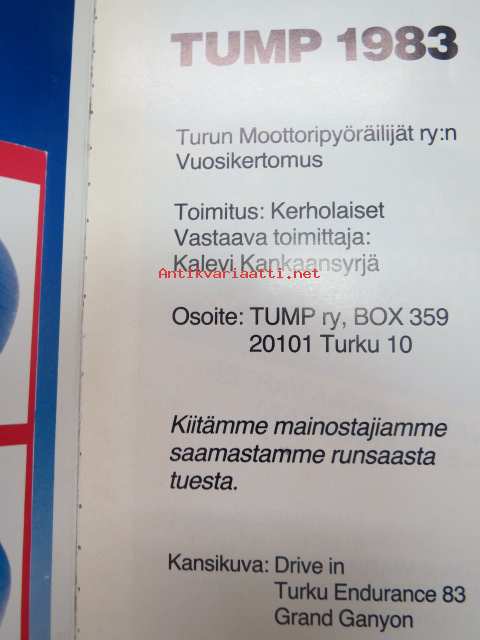 TUMP 1983
Turun Moottoripyöräilijät ry:n
Vuosikertomus
Toimitus: Kerholaiset
Vastaava toimittaja:
Kalevi Kankaansyrjä
Antikvariaatti.net
Osoite: TUMP ry, BOX 359
20101 Turku 10
Kiitämme mainostajiamme
saamastamme runsaasta
tuesta.
Kansikuva: Drive in
Turku Endurance 83
Grand Ganyon